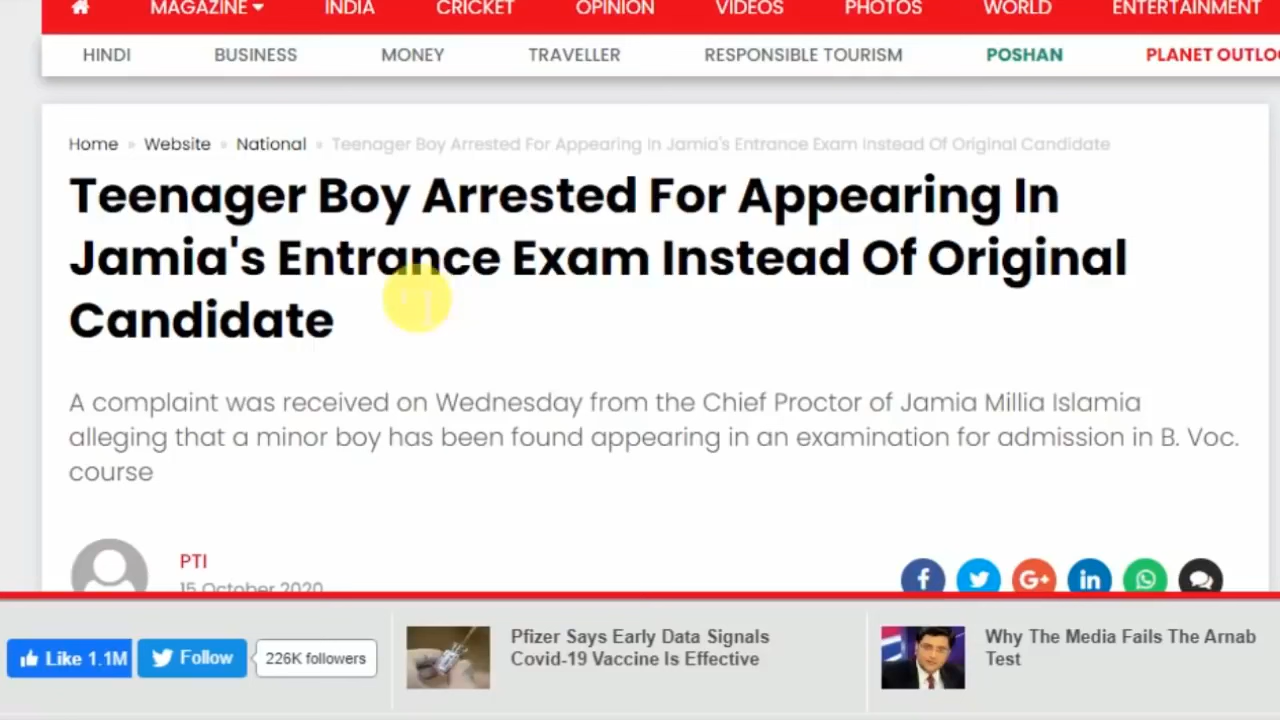 MAGAZINE INDIA CRICKET OPINION VIDEOS PHOTOS WORLD ENTERTAINMENT
HINDI BUSINESS MONEY TRAVELLER RESPONSIBLE TOURISM POSHAN PLANET OUTLO
Home » Website » National » Teenager Boy Arrested For Appearing In Jamia's Entrance Exam Instead Of Original Candidate
Teenager Boy Arrested For Appearing In
Jamia's Entrance Exam Instead Of Original
Candidate
A complaint was received on Wednesday from the Chief Proctor of Jamia Millia Islamia
alleging that a minor boy has been found appearing in an examination for admission in B. Voc.
course
PTI
15 October 2020
Like 1.1M Follow 226K followers
Pfizer Says Early Data Signals
Covid-19 Vaccine Is Effective
Why The Media Fails The Arnab
Test